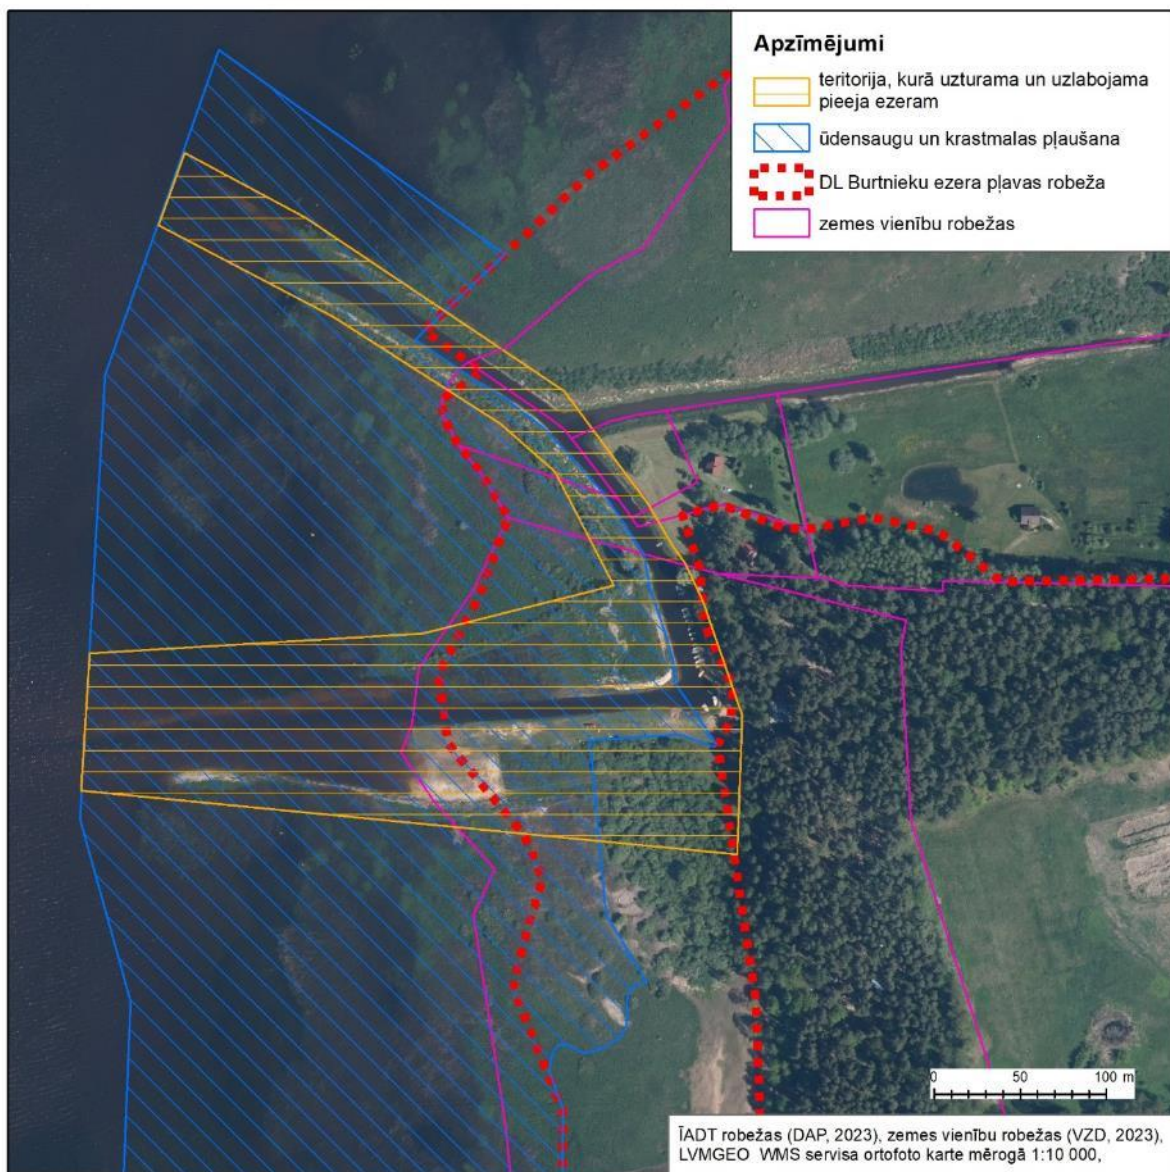 Apzīmējumi
teritorija, kurā uzturama un uzlabojama
pieeja ezeram
ūdensaugu un krastmalas pļaušana
DL Burtnieku ezera pļavas robeža
zemes vienību robežas
0 50 100 m
ĪADT robežas (DAP, 2023), zemes vienību robežas (VZD, 2023),
LVMGEO WMS servisa ortofoto karte mērogā 1:10 000,